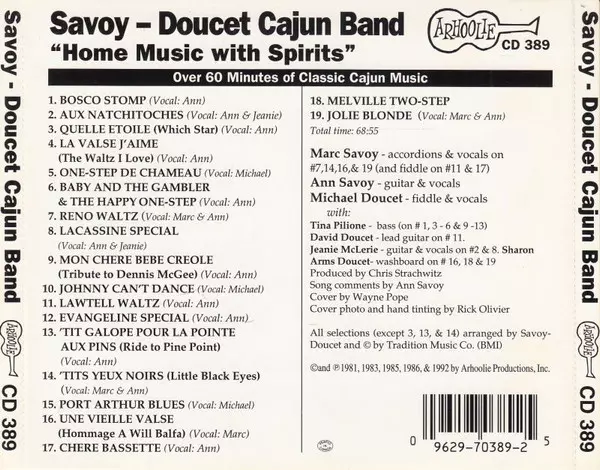 Savoy - Doucet Cajun Band
ARHOOLIE
CD 389
Savoy – Doucet Cajun Band
"Home Music with Spirits"
ARHOOLIE
CD 389
Over 60 Minutes of Classic Cajun Music
1. BOSCO STOMP (Vocal: Ann)
2. AUX NATCHITOCHES (Vocal: Ann & Jeanie)
3. QUELLE ETOILE (Which Star) (Vocal: Ann)
4. LA VALSE J'AIME
(The Waltz I Love) (Vocal: Ann)
5. ONE-STEP DE CHAMEAU (Vocal: Michael)
6. BABY AND THE GAMBLER
& THE HAPPY ONE-STEP (Vocal: Ann)
7. RENO WALTZ (Vocal: Marc & Ann)
8. LACASSINE SPECIAL
(Vocal: Ann & Jeanie)
9. MON CHERE BEBE CREOLE
(Tribute to Dennis McGee) (Vocal: Ann)
10. JOHNNY CAN'T DANCE (Vocal: Michael)
11. LAWTELL WALTZ (Vocal: Ann)
12. EVANGELINE SPECIAL (Vocal: Ann)
13. 'TIT GALOPE POUR LA POINTE
AUX PINS (Ride to Pine Point)
(Vocal: Ann)
14. 'TITS YEUX NOIRS (Little Black Eyes)
(Vocal: Marc & Ann)
15. PORT ARTHUR BLUES (Vocal: Michael)
16. UNE VIEILLE VALSE
(Hommage A Will Balfa) (Vocal: Marc)
17. CHERE BASSETTE (Vocal: Ann)
18. MELVILLE TWO-STEP
19. JOLIE BLONDE (Vocal: Marc & Ann)
Total time: 68:55
Marc Savoy - accordions & vocals on
#7,14,16,& 19 (and fiddle on #11 & 17)
Ann Savoy - guitar & vocals
Michael Doucet - fiddle & vocals
with:
Tina Pilione - bass (on # 1, 3 - 6 & 9 -13)
David Doucet - lead guitar on # 11.
Jeanie McLerie - guitar & vocals on #2 & 8. Sharon
Arms Doucet- washboard on # 16, 18 & 19
Produced by Chris Strachwitz
Song comments by Ann Savoy
Cover by Wayne Pope
Cover photo and hand tinting by Rick Olivier
All selections (except 3, 13, & 14) arranged by Savoy-
Doucet and © by Tradition Music Co. (BMI)
©and ℗1981, 1983, 1985, 1986, & 1992 by Arhoolie Productions, Inc.
0 9629-70389-2 5
Savoy - Doucet Cajun Band
ARHOOLIE
CD 389